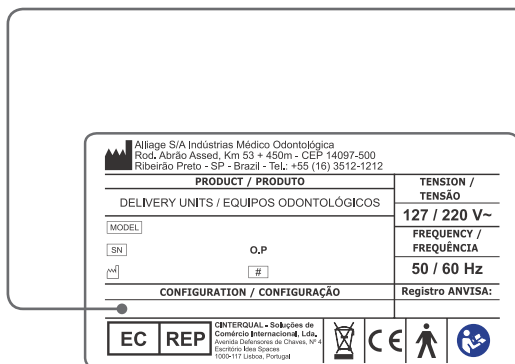 Alliage S/A Indústrias Médico Odontológica
Rod. Abrão Assed, Km 53 + 450m - CEP 14097-500
Ribeirão Preto - SP - Brazil - Tel.: +55 (16) 3512-1212
PRODUCT / PRODUTO
DELIVERY UNITS / EQUIPOS ODONTOLÓGICOS
MODEL
SN
O.P
#
CONFIGURATION / CONFIGURAÇÃO
TENSION /
TENSÃO
127 / 220 V~
FREQUENCY /
FREQUÊNCIA
50 / 60 Hz
Registro ANVISA:
EC REP
CINTERQUAL - Soluções de
Comércio Internacional, Lda.
Avenida Defensores de Chaves, Nº 4
Escritório Idea Spaces
1000-117 Lisboa, Portugal
CE